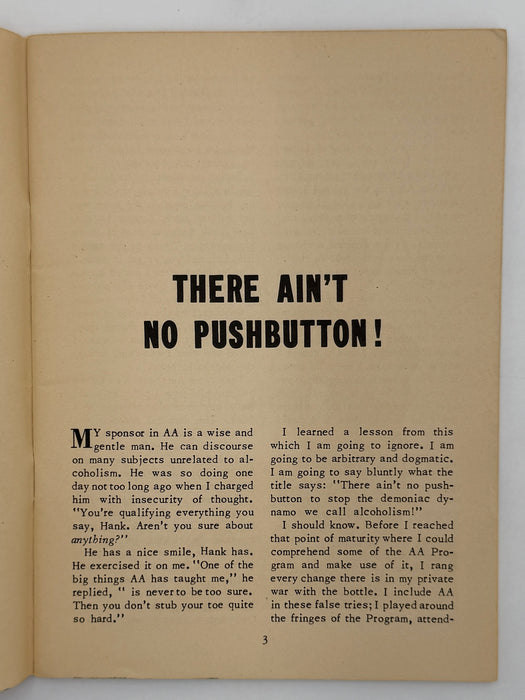 THERE AIN'T
NO PUSHBUTTON!
MY sponsor in AA is a wise and
gentle man. He can discourse
on many subjects unrelated to al-
coholism. He was so doing one
day not too long ago when I charged
him with insecurity of thought.
"You're qualifying everything you
say, Hank. Aren't you sure about
anything?"
He has a nice smile, Hank has.
He exercised it on me. "One of the
big things AA has taught me," he
replied, " is never to be too sure.
Then you don't stub your toe quite
so hard."
I learned a lesson from this
which I am going to ignore. I am
going to be arbitrary and dogmatic.
I am going to say bluntly what the
title says: "There ain't no push-
button to stop the demoniac dy-
namo we call alcoholism!"
I should know. Before I reached
that point of maturity where I could
comprehend some of the AA Pro-
gram and make use of it, I rang
every change there is in my private
war with the bottle. I include AA
in these false tries; I played around
the fringes of the Program, attend-
3